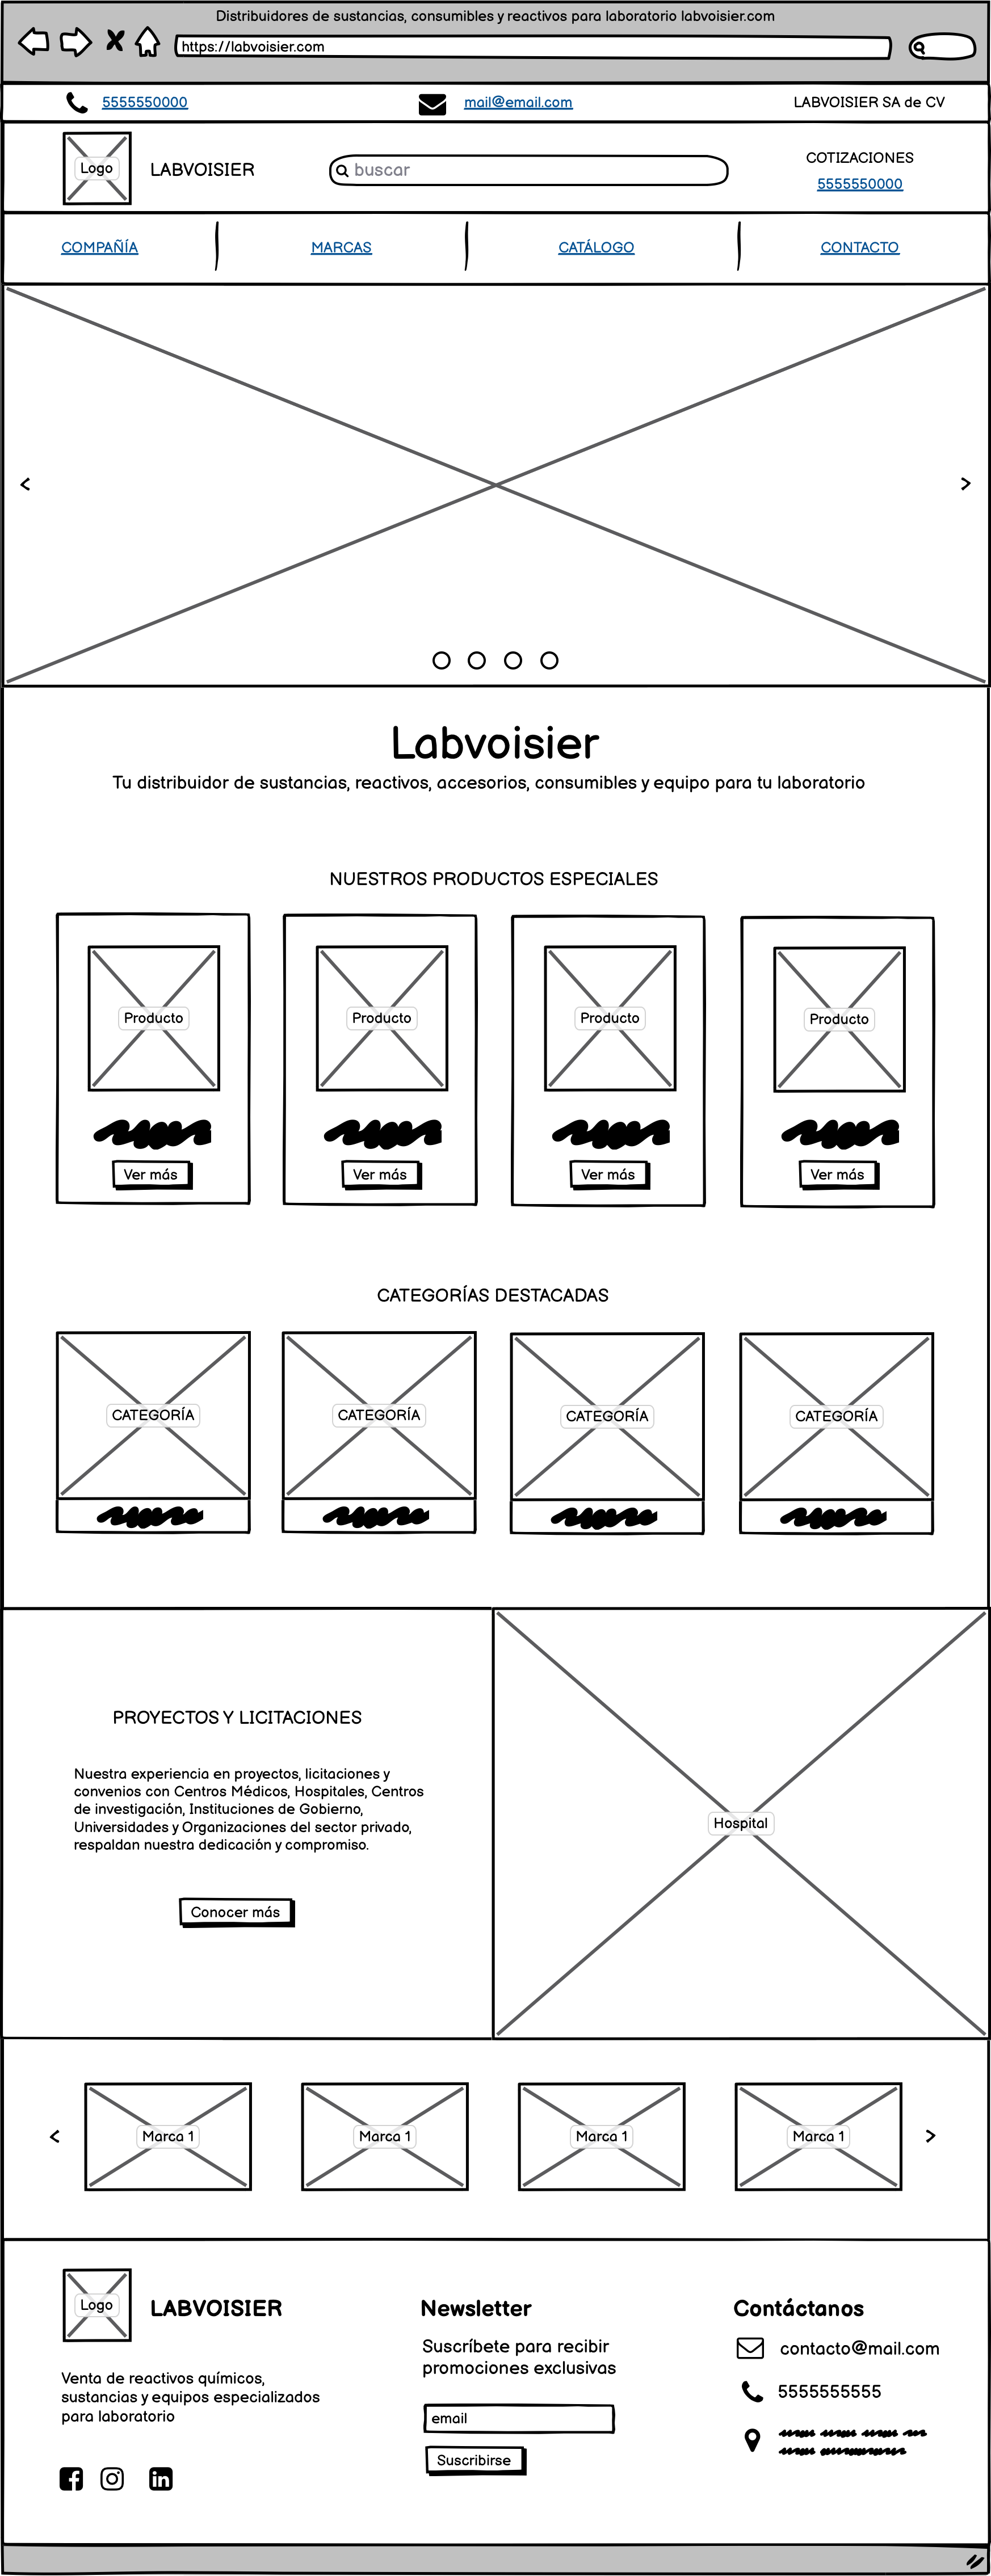 Distribuidores de sustancias, consumibles y reactivos para laboratorio labvoisier.com
https://labvoisier.com
5555550000
mail@email.com
LABVOISIER SA de CV
Logo
LABVOISIER
buscar
COTIZACIONES
5555550000
COMPAÑÍA
MARCAS
CATÁLOGO
CONTACTO
<
>
Labvoisier
Tu distribuidor de sustancias, reactivos, accesorios, consumibles y equipo para tu laboratorio
NUESTROS PRODUCTOS ESPECIALES
Producto
Producto
Producto
Producto
Ver más
Ver más
Ver más
Ver más
CATEGORÍAS DESTACADAS
CATEGORÍA
CATEGORÍA
CATEGORÍA
CATEGORÍA
PROYECTOS Y LICITACIONES
Nuestra experiencia en proyectos, licitaciones y
convenios con Centros Médicos, Hospitales, Centros
de investigación, Instituciones de Gobierno,
Universidades y Organizaciones del sector privado,
respaldan nuestra dedicación y compromiso.
Conocer más
Hospital
<
Marca 1
Marca 1
Marca 1
Marca 1
>
Logo
LABVOISIER
Venta de reactivos químicos,
sustancias y equipos especializados
para laboratorio
Newsletter
Suscríbete para recibir
promociones exclusivas
email
Suscribirse
Contáctanos
contacto@mail.com
5555555555